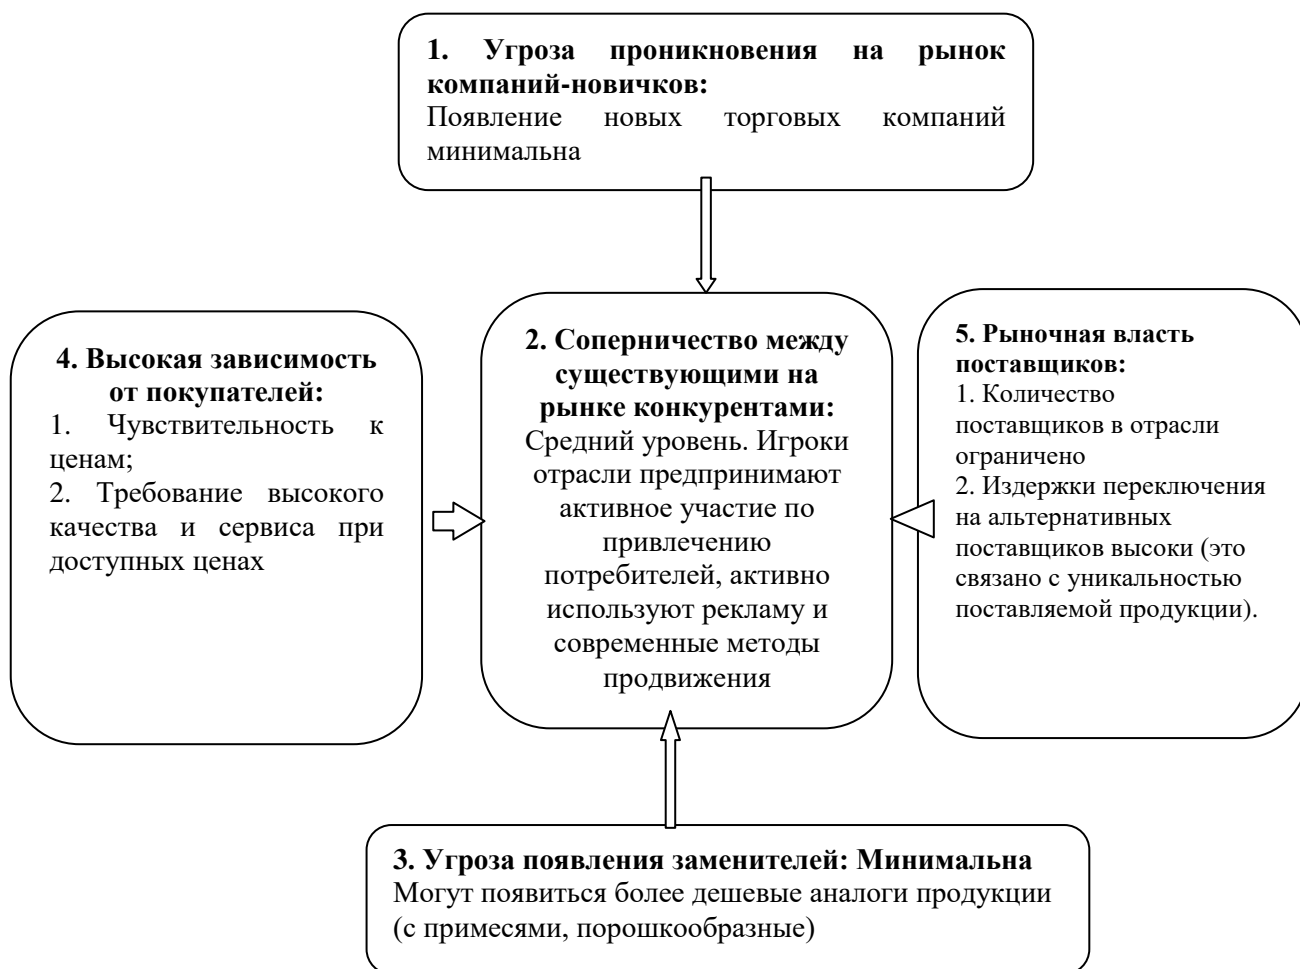 1. Угроза проникновения на рынок
компаний-новичков:
Появление новых торговых компаний
минимальна
4. Высокая зависимость
от покупателей:
1. Чувствительность к
ценам;
2. Требование высокого
качества и сервиса при
доступных ценах
2. Соперничество между
существующими на
рынке конкурентами:
Средний уровень. Игроки
отрасли предпринимают
активное участие по
привлечению
потребителей, активно
используют рекламу и
современные методы
продвижения
5. Рыночная власть
поставщиков:
1. Количество
поставщиков в отрасли
ограничено
2. Издержки переключения
на альтернативных
поставщиков высоки (это
связано с уникальностью
поставляемой продукции).
3. Угроза появления заменителей: Минимальна
Могут появиться более дешевые аналоги продукции
(с примесями, порошкообразные)